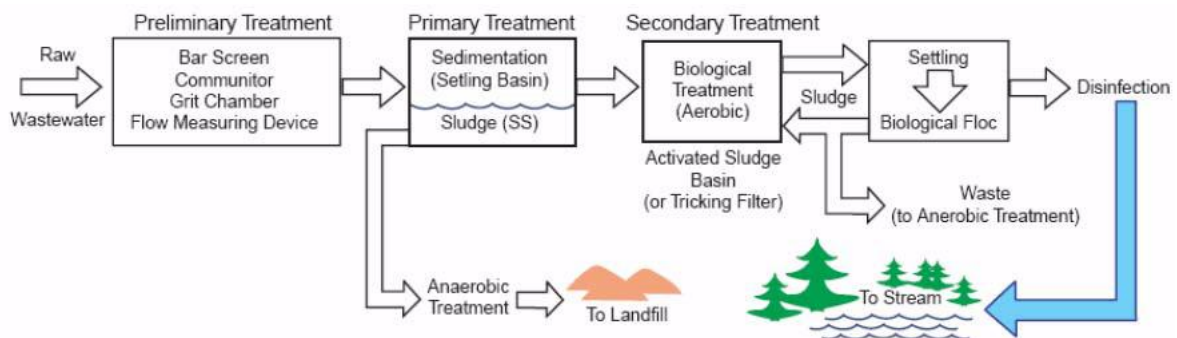 Preliminary Treatment
Primary Treatment
Secondary Treatment
Raw
Wastewater
Bar Screen
Communitor
Grit Chamber
Flow Measuring Device
Sedimentation
(Setling Basin)
Sludge (SS)
Biological
Treatment
(Aerobic)
Sludge
Settling
Biological Floc
Disinfection
Activated Sludge
Basin
(or Tricking Filter)
Waste
(to Anerobic Treatment)
Anaerobic
Treatment
To Landfill
To Stream